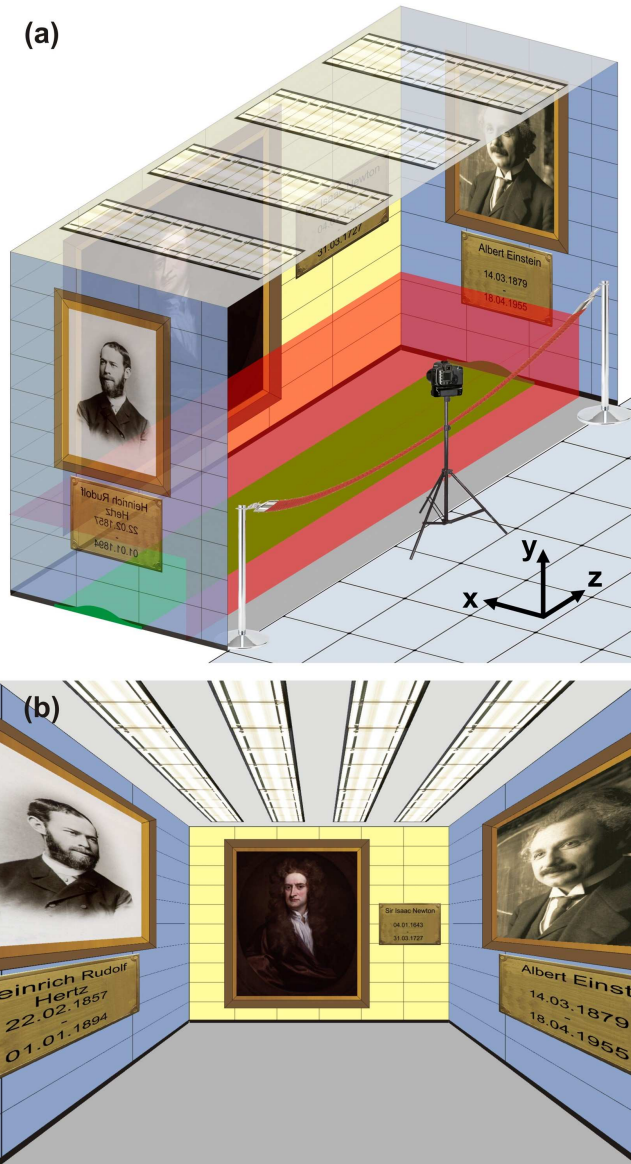 (a)
Newton
31.03.1727
Albert Einstein
14.03.1879
-
18.04.1955
Heinrich Rudolf
Hertz
22.02.1857
-
01.01.1894
y
z
x
(b)
Sir Isaac Newton
04.01.1643
-
31.03.1727
einrich Rudolf
Hertz
22.02.1857
-
01.01.1894
Albert Einst
14.03.1879
-
18.04.1955